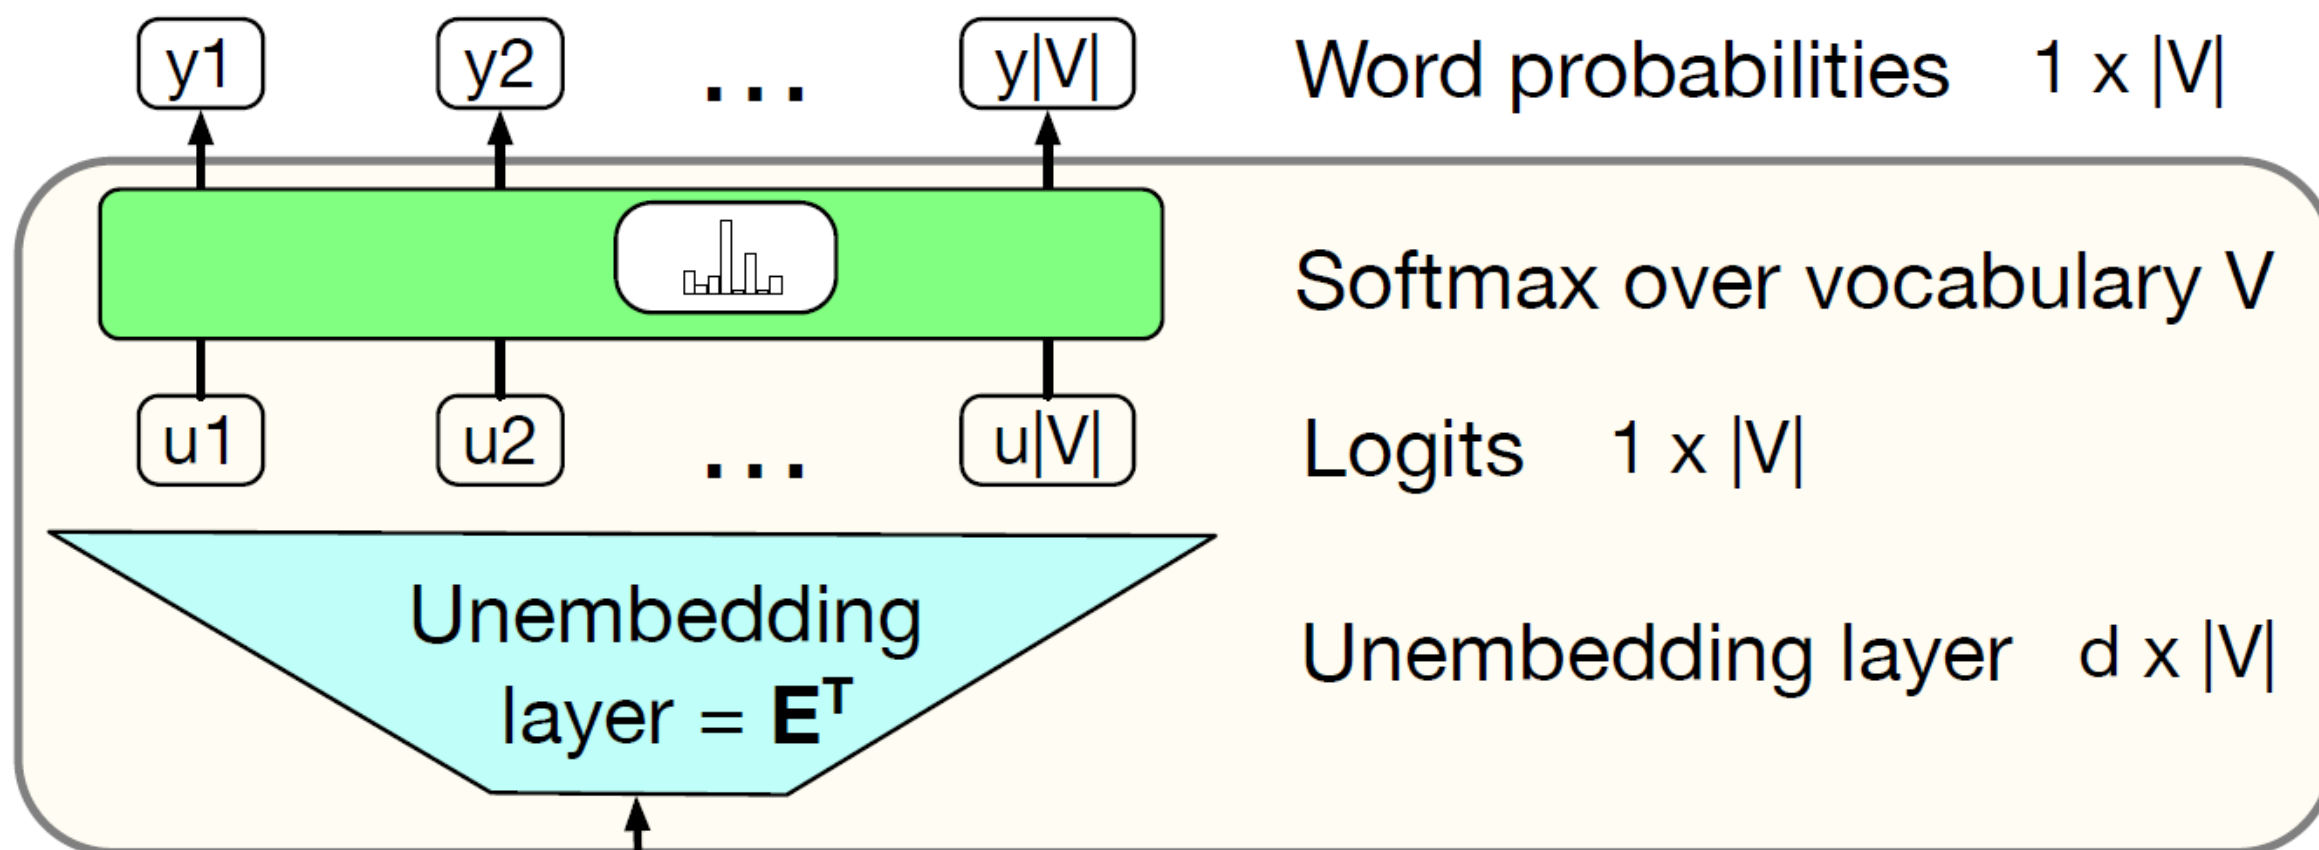 y1 y2 ... y|V| Word probabilities 1 x |V|
Softmax over vocabulary V
u1 u2 ... u|V| Logits 1 x |V|
Unembedding
layer = E^T
Unembedding layer d x |V|